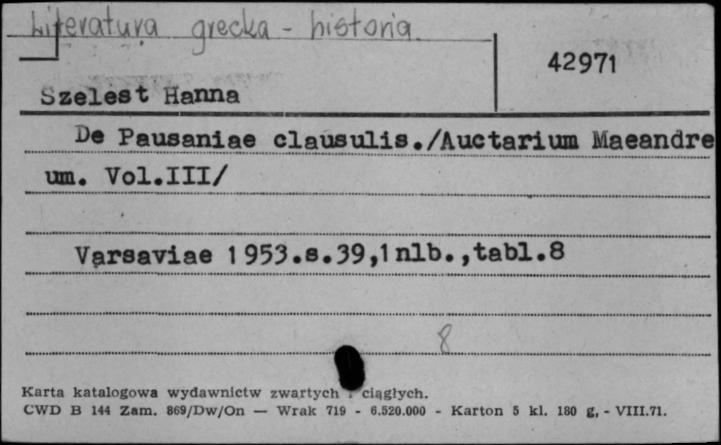 Literatura grecka - historia
42971
Szelest Hanna
De Pausaniae clausulis./Auctarium Maeandre
um. Vol.III/
Varsaviae 1953.s.39,1nlb.,tabl.8
8
Karta katalogowa wydawnictw zwartych i ciągłych.
CWD B 144 Zam. 869/Dw/On — Wrak 719 - 6.520.000 - Karton 5 kl. 180 g, - VIII.71.